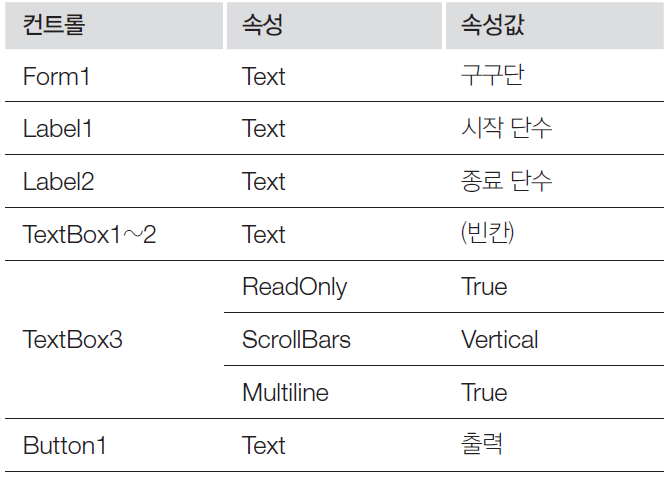 컨트롤 속성 속성값
Form1 Text 구구단
Label1 Text 시작 단수
Label2 Text 종료 단수
TextBox1~2 Text (빈칸)
ReadOnly True
TextBox3 ScrollBars Vertical
Multiline True
Button1 Text 출력